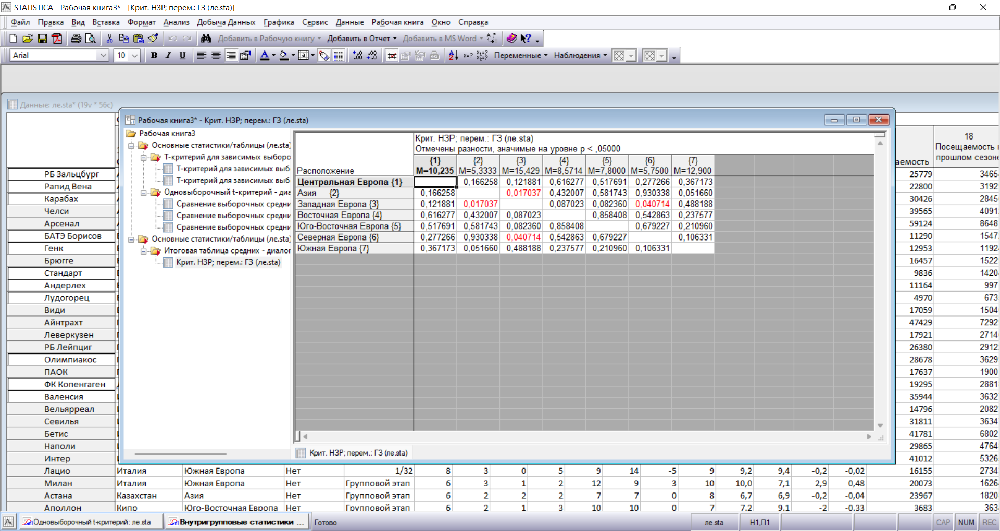 STATISTICA - Рабочая книга3* - [Крит. НЗР; перем.: ГЗ (ле.sta)]
Файл Правка Вид Вставка Формат Анализ Добыча Данных Графика Сервис Данные Рабочая книга Окно Справка
Добавить в Рабочую книгу Добавить в Отчет Добавить в MS Word
Arial 10 B I U Переменные Наблюдения
Данные: ле.sta* (19v * 56c)
Рабочая книга3* - Крит. НЗР; перем.: ГЗ (ле.sta)
Рабочая книга3
Основные статистики/таблицы (ле.sta)
Т-критерий для зависимых выборо
Т-критерий для зависимых выб
Т-критерий для зависимых выб
Одновыборочный t-критерий - диа
Сравнение выборочных средни
Сравнение выборочных средни
Сравнение выборочных средни
Основные статистики/таблицы (ле.sta)
Итоговая таблица средних - диалог
Крит. НЗР; перем.: ГЗ (ле.sta)
Крит. НЗР; перем.: ГЗ (ле.sta)
Отмечены разности, значимые на уровне p < ,05000
{1} {2} {3} {4} {5} {6} {7}
Расположение M=10,235 M=5,3333 M=15,429 M=8,5714 M=7,8000 M=5,7500 M=12,900
Центральная Европа {1} 0,166258 0,121881 0,616277 0,517691 0,277266 0,367173
Азия {2} 0,166258 0,017037 0,432007 0,581743 0,930338 0,051660
Западная Европа {3} 0,121881 0,017037 0,087023 0,082360 0,040714 0,488188
Восточная Европа {4} 0,616277 0,432007 0,087023 0,858408 0,542863 0,237577
Юго-Восточная Европа {5} 0,517691 0,581743 0,082360 0,858408 0,679227 0,210960
Северная Европа {6} 0,277266 0,930338 0,040714 0,542863 0,679227 0,106331
Южная Европа {7} 0,367173 0,051660 0,488188 0,237577 0,210960 0,106331
Крит. НЗР; перем.: ГЗ (ле.sta)
18
Посещаемость
аемость прошлом сезоне
РБ Зальцбург 25779 3465
Рапид Вена 22800 3192
Карабах 30426 2845
Челси 39565 4091
Арсенал 59124 8648
БАТЭ Борисов 11290 1547
Генк 12953 1192
Брюгге 16457 1522
Стандарт 9836 1420
Андерлех 11164 997
Лудогорец 4970 673
Види 17059 1504
Айнтрахт 47429 7292
Леверкузен 17921 2714
РБ Лейпциг 26380 2912
Олимпиакос 28678 3629
ПАОК 17637 1900
ФК Копенгаген 19295 2881
Валенсия 35944 3632
Вельярреал 14796 2082
Севилья 31811 3634
Бетис 41781 6802
Наполи 29865 4764
Интер 41012 5326
Лацио Италия Южная Европа Нет 1/32 8 3 0 5 9 14 -5 9 9,2 9,4 -0,2 -0,02 16155 2734
Милан Италия Южная Европа Нет Групповой этап 6 3 1 2 12 9 3 10 10,0 7,1 2,9 0,48 20073 1626
Астана Казахстан Азия Нет Групповой этап 6 2 2 2 7 7 0 8 6,7 6,9 -0,2 -0,04 23967 1820
Аполлон Кипр Юго-Восточная Европа Нет Групповой этап 6 2 1 3 10 10 0 7 7,2 9,1 -2 -0,33 3683 363
Одновыборочный t-критерий: ле.sta Внутригрупповые статистики ... Готово ле.sta Н1,П1 CAP NUM REC